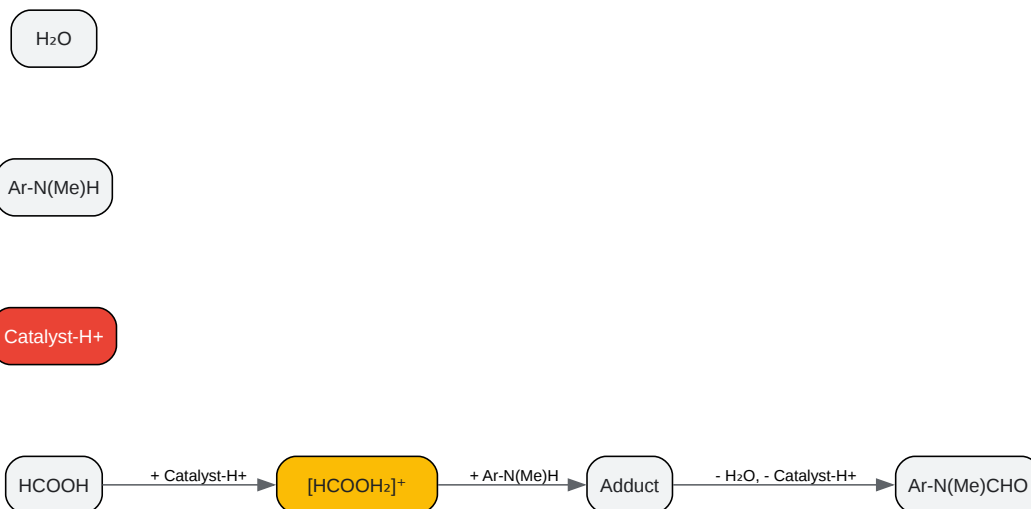 H₂O
Ar-N(Me)H
Catalyst-H+
HCOOH
+ Catalyst-H+
[HCOOH₂]⁺
+ Ar-N(Me)H
Adduct
- H₂O, - Catalyst-H+
Ar-N(Me)CHO